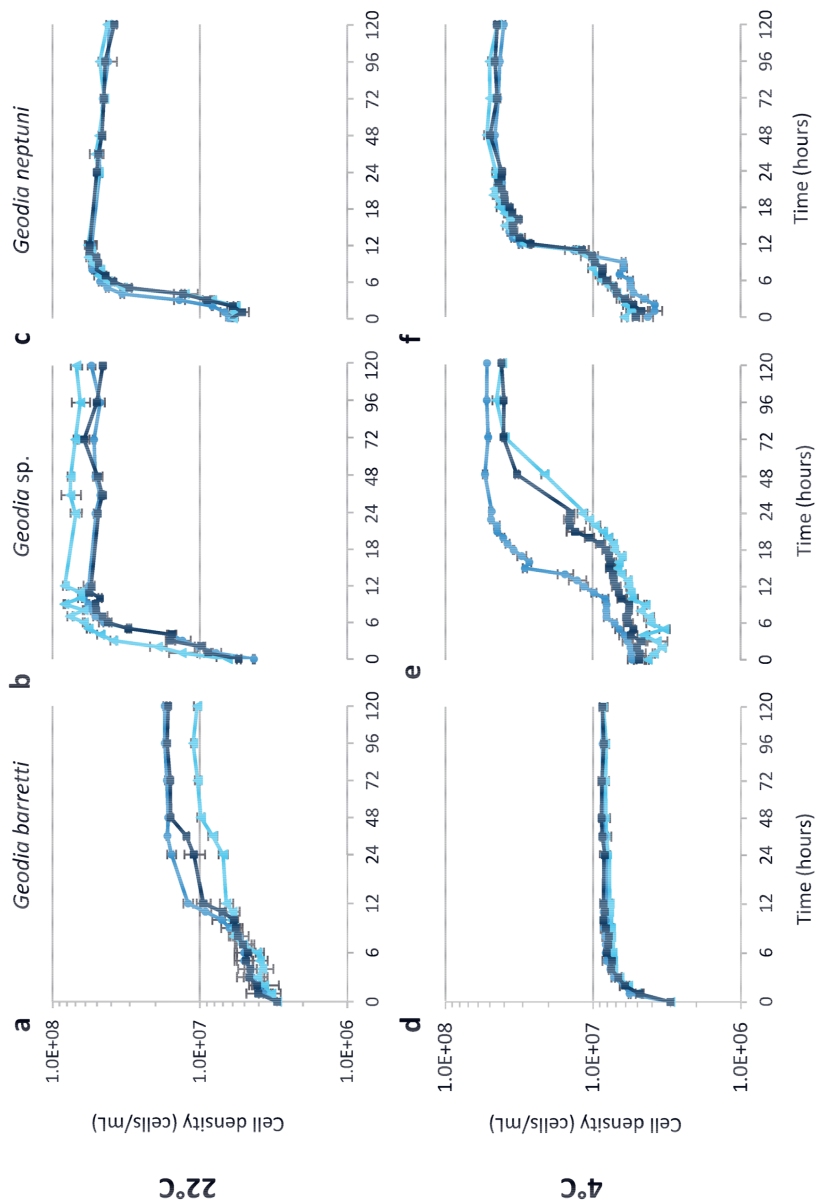 Geodia barretti
Geodia sp.
Geodia neptuni
22°C
a
b
c
Cell density (cells/mL)
1.0E+08
1.0E+07
1.0E+06
0 6 12 24 48 72 96 120
0 6 12 18 24 48 72 96 120
0 6 12 18 24 48 72 96 120
4°C
d
e
f
Cell density (cells/mL)
1.0E+08
1.0E+07
1.0E+06
0 6 12 24 48 72 96 120
0 6 12 18 24 48 72 96 120
0 6 12 18 24 48 72 96 120
Time (hours)
Time (hours)
Time (hours)